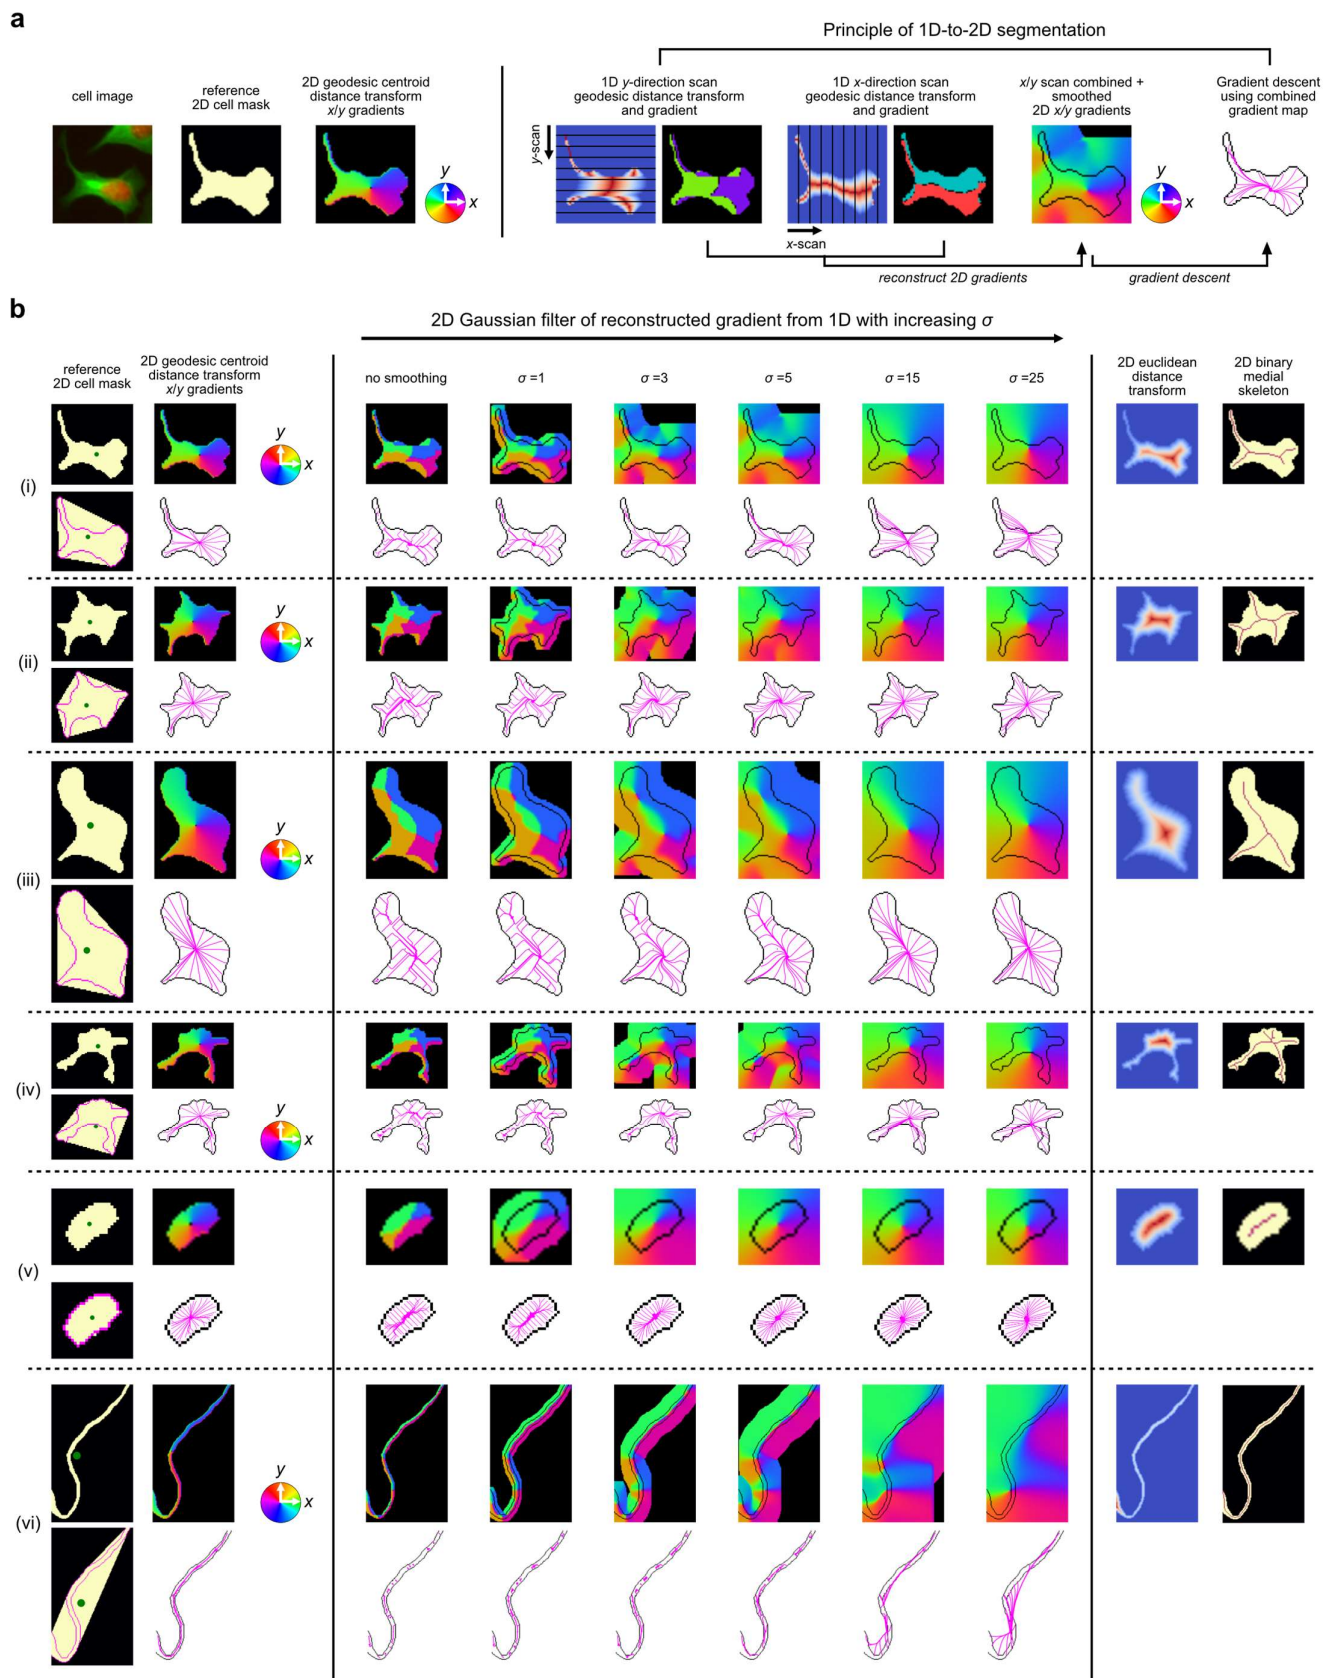 a
Principle of 1D-to-2D segmentation
cell image
reference
2D cell mask
2D geodesic centroid
distance transform
x/y gradients
1D y-direction scan
geodesic distance transform
and gradient
1D x-direction scan
geodesic distance transform
and gradient
x/y scan combined +
smoothed
2D x/y gradients
Gradient descent
using combined
gradient map
y
x
y-scan
x-scan
y
x
reconstruct 2D gradients
gradient descent
b
2D Gaussian filter of reconstructed gradient from 1D with increasing σ
reference
2D cell mask
2D geodesic centroid
distance transform
x/y gradients
no smoothing
σ =1
σ =3
σ =5
σ =15
σ =25
2D euclidean
distance
transform
2D binary
medial
skeleton
y
x
(i)
y
x
(ii)
y
x
(iii)
y
x
(iv)
(v)
y
x
(vi)